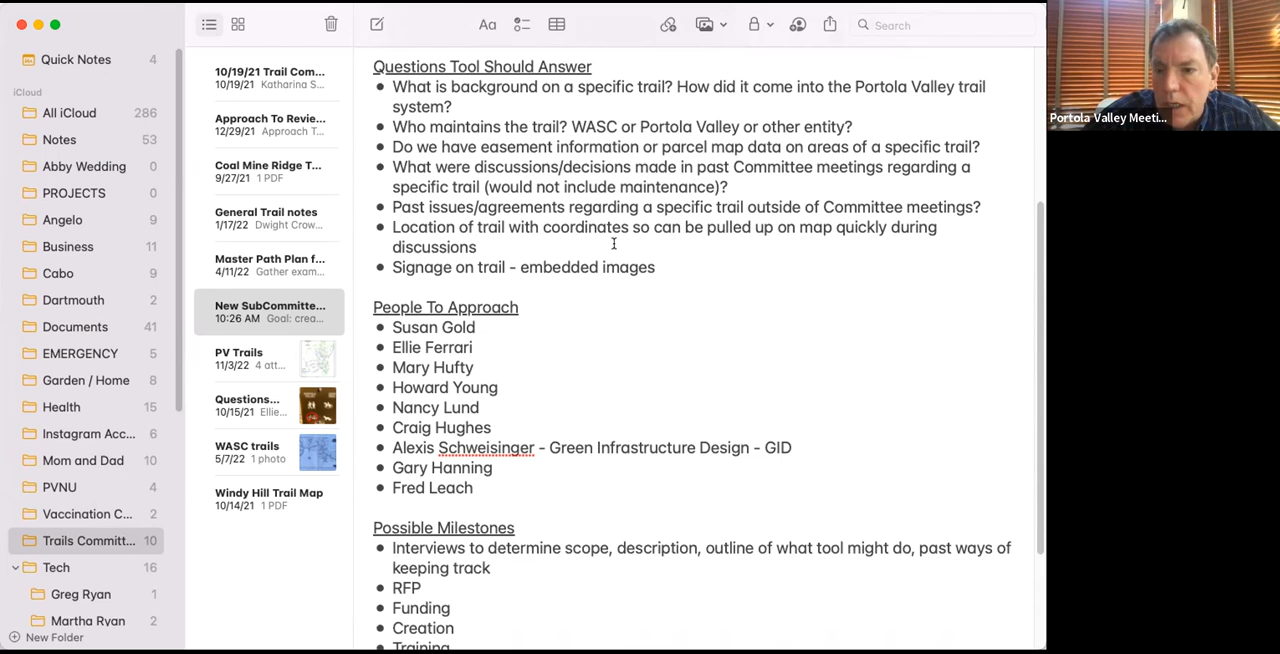 Aa
Search
Quick Notes 4
iCloud
All iCloud 286
Notes 53
Abby Wedding 0
PROJECTS 0
Angelo 9
Business 11
Cabo 9
Dartmouth 2
Documents 41
EMERGENCY 5
Garden / Home 8
Health 15
Instagram Acc... 6
Mom and Dad 10
PVNU 4
Vaccination C... 2
Trails Committ... 10
Tech 16
Greg Ryan 1
Martha Ryan 2
New Folder
10/19/21 Trail Com...
10/19/21 Katharina S...
Approach To Revie...
12/29/21 Approach T...
Coal Mine Ridge T...
9/27/21 1 PDF
General Trail notes
1/17/22 Dwight Crow...
Master Path Plan f...
4/11/22 Gather exam...
New SubCommitte...
10:26 AM Goal: crea...
PV Trails
11/3/22 4 att...
Questions...
10/15/21 Ellie...
WASC trails
5/7/22 1 photo
Windy Hill Trail Map
10/14/21 1 PDF
Questions Tool Should Answer
• What is background on a specific trail? How did it come into the Portola Valley trail
system?
• Who maintains the trail? WASC or Portola Valley or other entity?
• Do we have easement information or parcel map data on areas of a specific trail?
• What were discussions/decisions made in past Committee meetings regarding a
specific trail (would not include maintenance)?
• Past issues/agreements regarding a specific trail outside of Committee meetings?
• Location of trail with coordinates so can be pulled up on map quickly during
discussions
• Signage on trail - embedded images
People To Approach
• Susan Gold
• Ellie Ferrari
• Mary Hufty
• Howard Young
• Nancy Lund
• Craig Hughes
• Alexis Schweisinger - Green Infrastructure Design - GID
• Gary Hanning
• Fred Leach
Possible Milestones
• Interviews to determine scope, description, outline of what tool might do, past ways of
keeping track
• RFP
• Funding
• Creation
• Training
Portola Valley Meeti...